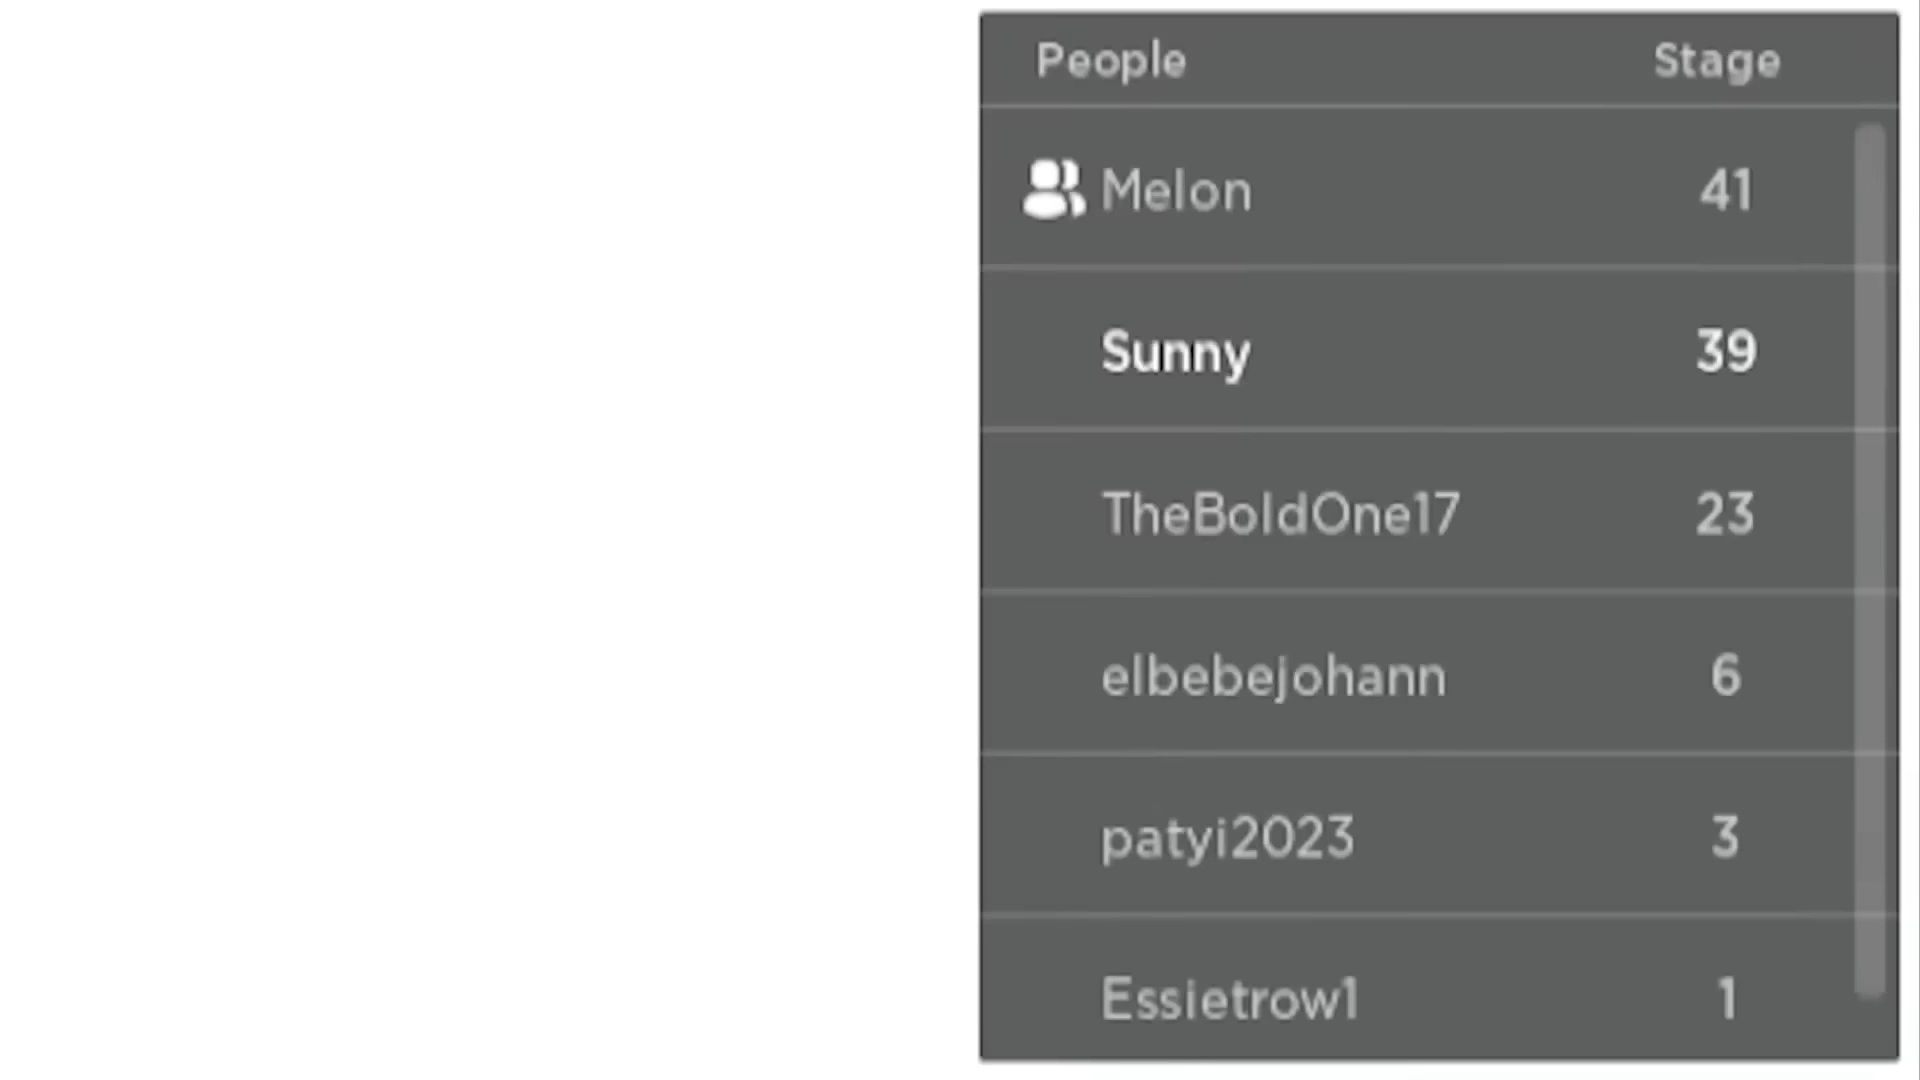 People Stage
Melon 41
Sunny 39
TheBoldOne17 23
elbebejohann 6
patyi2023 3
Essietrow1 1